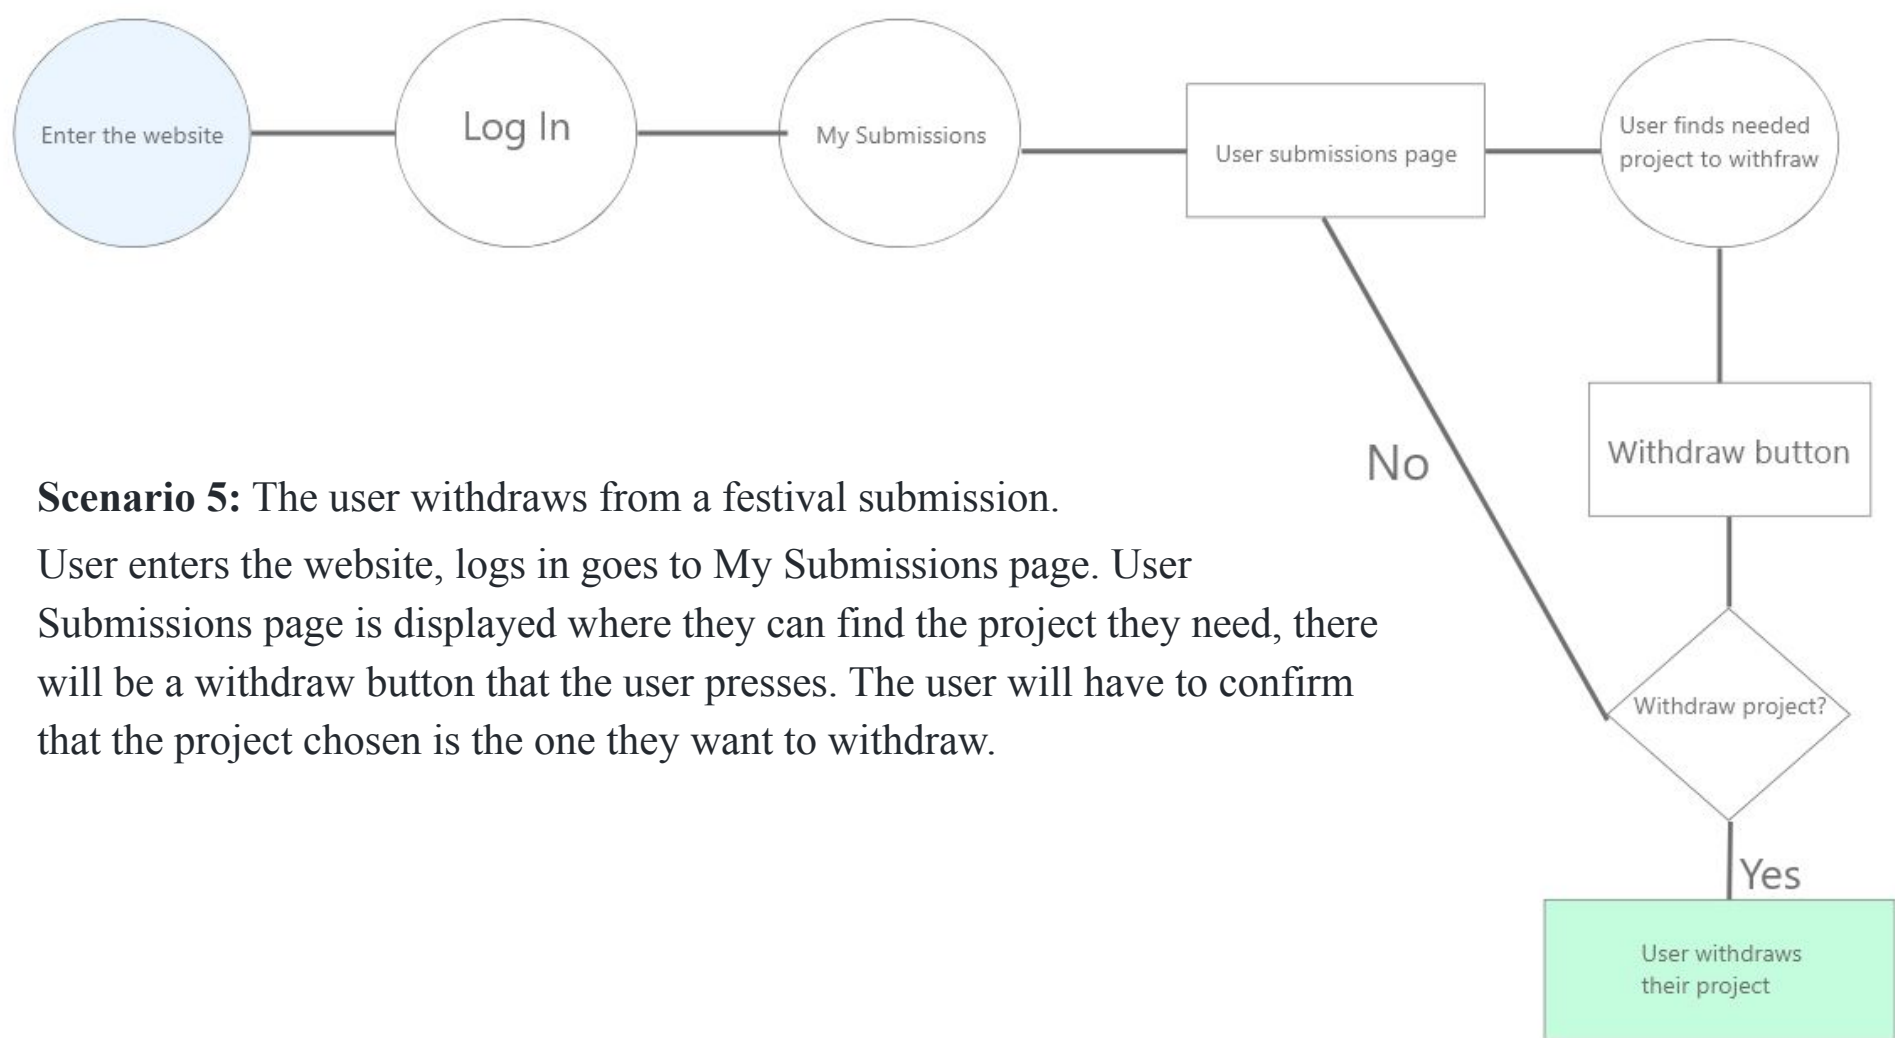 Enter the website
Log In
My Submissions
User submissions page
User finds needed
project to withfraw
Withdraw button
No
Scenario 5: The user withdraws from a festival submission.
User enters the website, logs in goes to My Submissions page. User
Submissions page is displayed where they can find the project they need, there
will be a withdraw button that the user presses. The user will have to confirm
that the project chosen is the one they want to withdraw.
Withdraw project?
Yes
User withdraws
their project